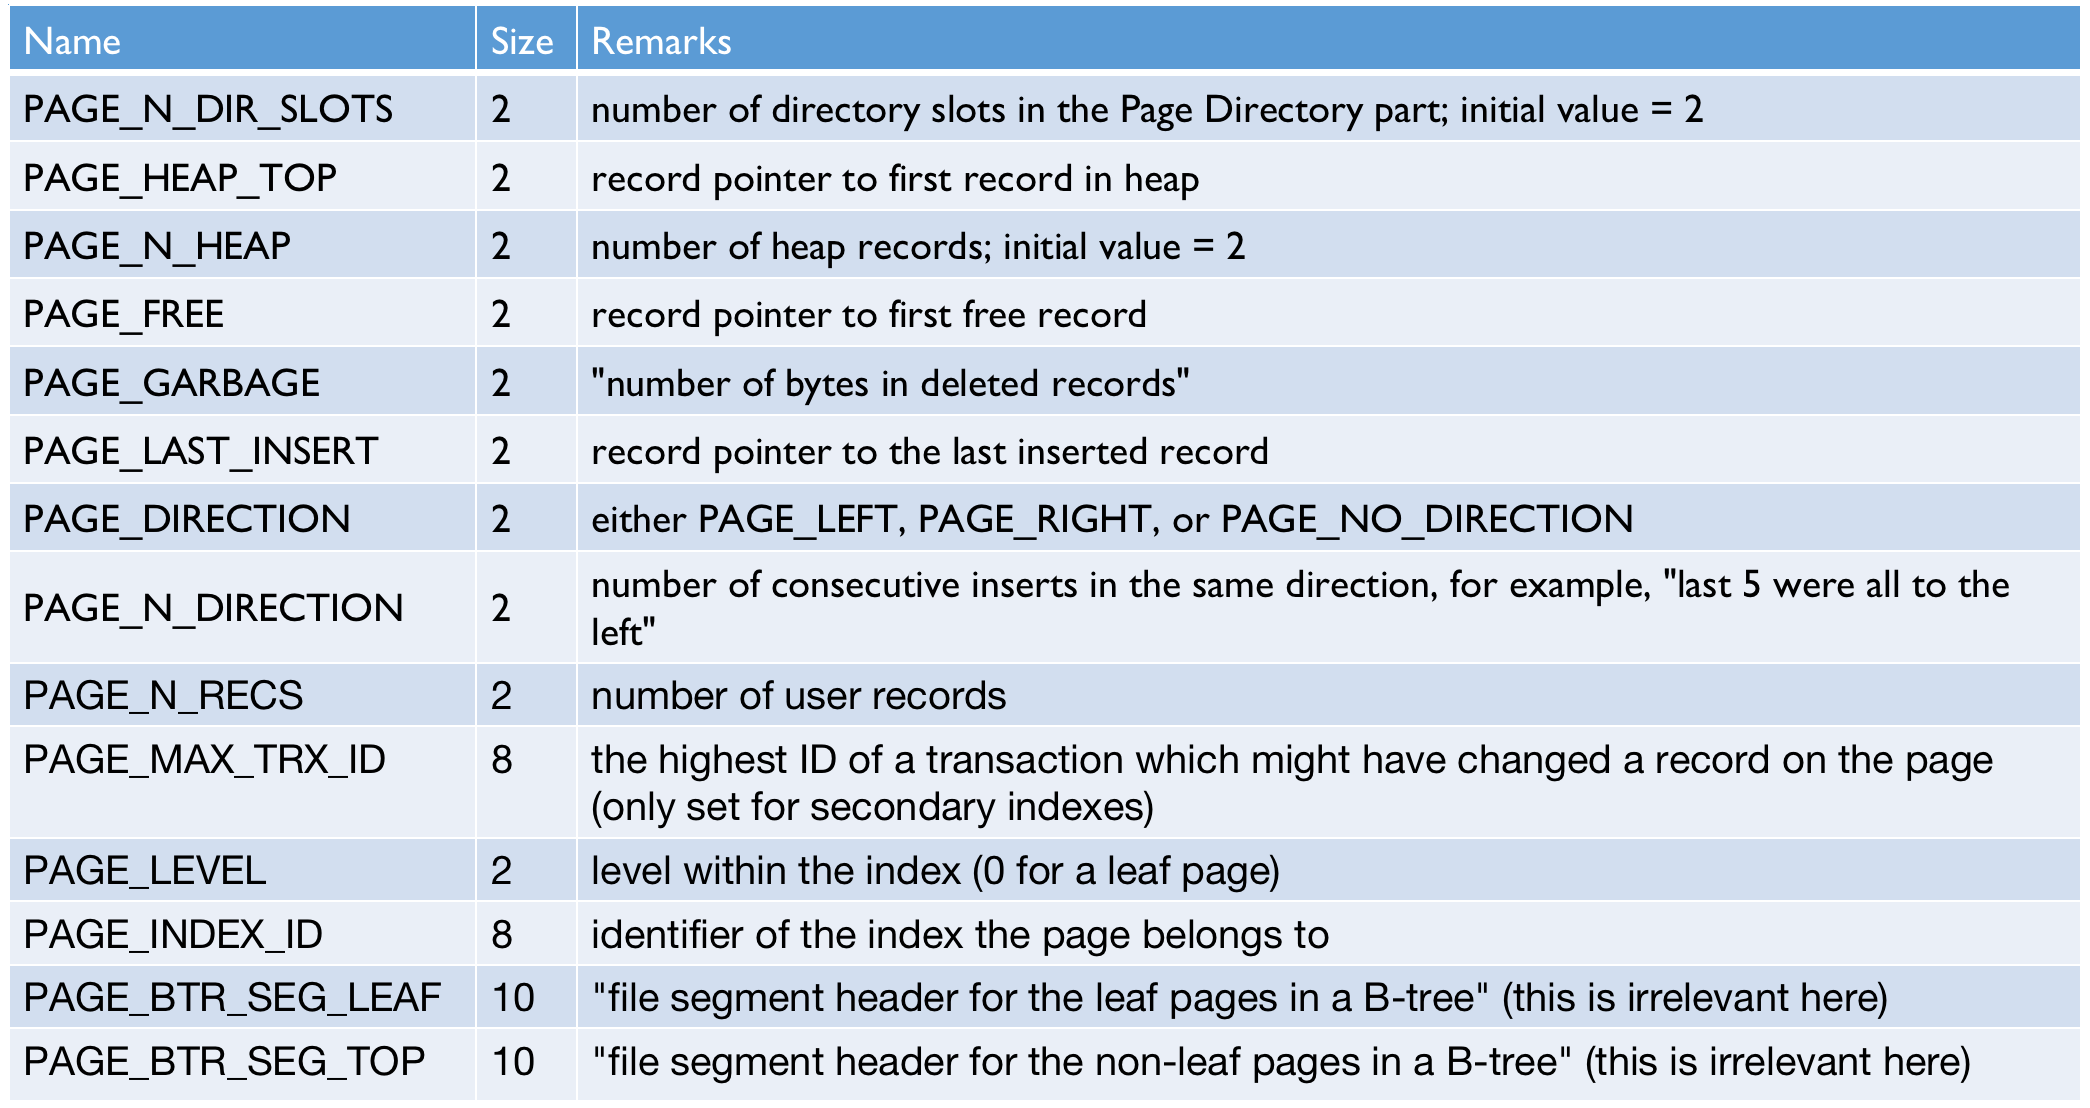 Name Size Remarks
PAGE_N_DIR_SLOTS 2 number of directory slots in the Page Directory part; initial value = 2
PAGE_HEAP_TOP 2 record pointer to first record in heap
PAGE_N_HEAP 2 number of heap records; initial value = 2
PAGE_FREE 2 record pointer to first free record
PAGE_GARBAGE 2 "number of bytes in deleted records"
PAGE_LAST_INSERT 2 record pointer to the last inserted record
PAGE_DIRECTION 2 either PAGE_LEFT, PAGE_RIGHT, or PAGE_NO_DIRECTION
PAGE_N_DIRECTION 2 number of consecutive inserts in the same direction, for example, "last 5 were all to the
left"
PAGE_N_RECS 2 number of user records
PAGE_MAX_TRX_ID 8 the highest ID of a transaction which might have changed a record on the page
(only set for secondary indexes)
PAGE_LEVEL 2 level within the index (0 for a leaf page)
PAGE_INDEX_ID 8 identifier of the index the page belongs to
PAGE_BTR_SEG_LEAF 10 "file segment header for the leaf pages in a B-tree" (this is irrelevant here)
PAGE_BTR_SEG_TOP 10 "file segment header for the non-leaf pages in a B-tree" (this is irrelevant here)